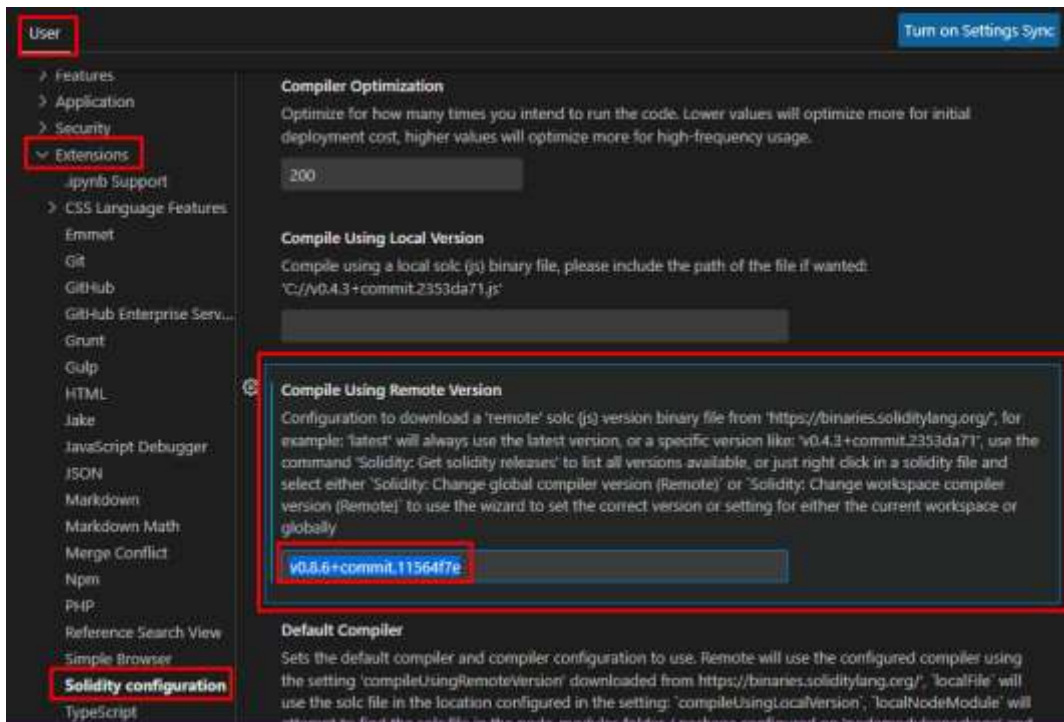 User
Turn on Settings Sync
Features
Application
Security
Extensions
.ipynb Support
CSS Language Features
Emmet
Git
GitHub
GitHub Enterprise Serv...
Grunt
Gulp
HTML
Jake
JavaScript Debugger
JSON
Markdown
Markdown Math
Merge Conflict
Npm
PHP
Reference Search View
Simple Browser
Solidity configuration
TypeScript
Compiler Optimization
Optimize for how many times you intend to run the code. Lower values will optimize more for initial
deployment cost, higher values will optimize more for high-frequency usage.
200
Compile Using Local Version
Compile using a local solc (js) binary file, please include the path of the file if wanted:
'C://v0.4.3+commit.2353da71.js'
Compile Using Remote Version
Configuration to download a 'remote' solc (js) version binary file from 'https://binaries.soliditylang.org/', for
example: 'latest' will always use the latest version, or a specific version like: 'v0.4.3+commit.2353da71', use the
command 'Solidity: Get solidity releases' to list all versions available, or just right click in a solidity file and
select either `Solidity: Change global compiler version (Remote)` or `Solidity: Change workspace compiler
version (Remote)` to use the wizard to set the correct version or setting for either the current workspace or
globally
v0.8.6+commit.11564f7e
Default Compiler
Sets the default compiler and compiler configuration to use. Remote will use the configured compiler using
the setting 'compileUsingRemoteVersion' downloaded from https://binaries.soliditylang.org/', `localFile` will
use the solc file in the location configured in the setting: `compileUsingLocalVersion`, `localNodeModule` will